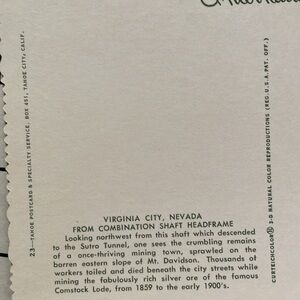 VIRGINIA CITY, NEVADA
FROM COMBINATION SHAFT HEADFRAME
Looking northwest from this shaft which descended
to the Sutro Tunnel, one sees the crumbling remains
of a once-thriving mining town, sprawled on the
barren eastern slope of Mt. Davidson. Thousands of
workers toiled and died beneath the city streets while
mining the fabulously rich silver ore of the famous
Comstock Lode, from 1859 to the early 1900's.
23—TAHOE POSTCARD & SPECIALTY SERVICE, BOX 651, TAHOE CITY, CALIF.
CURTEICHCOLOR® 3-D NATURAL COLOR REPRODUCTIONS (REG. U.S.A. PAT. OFF.)